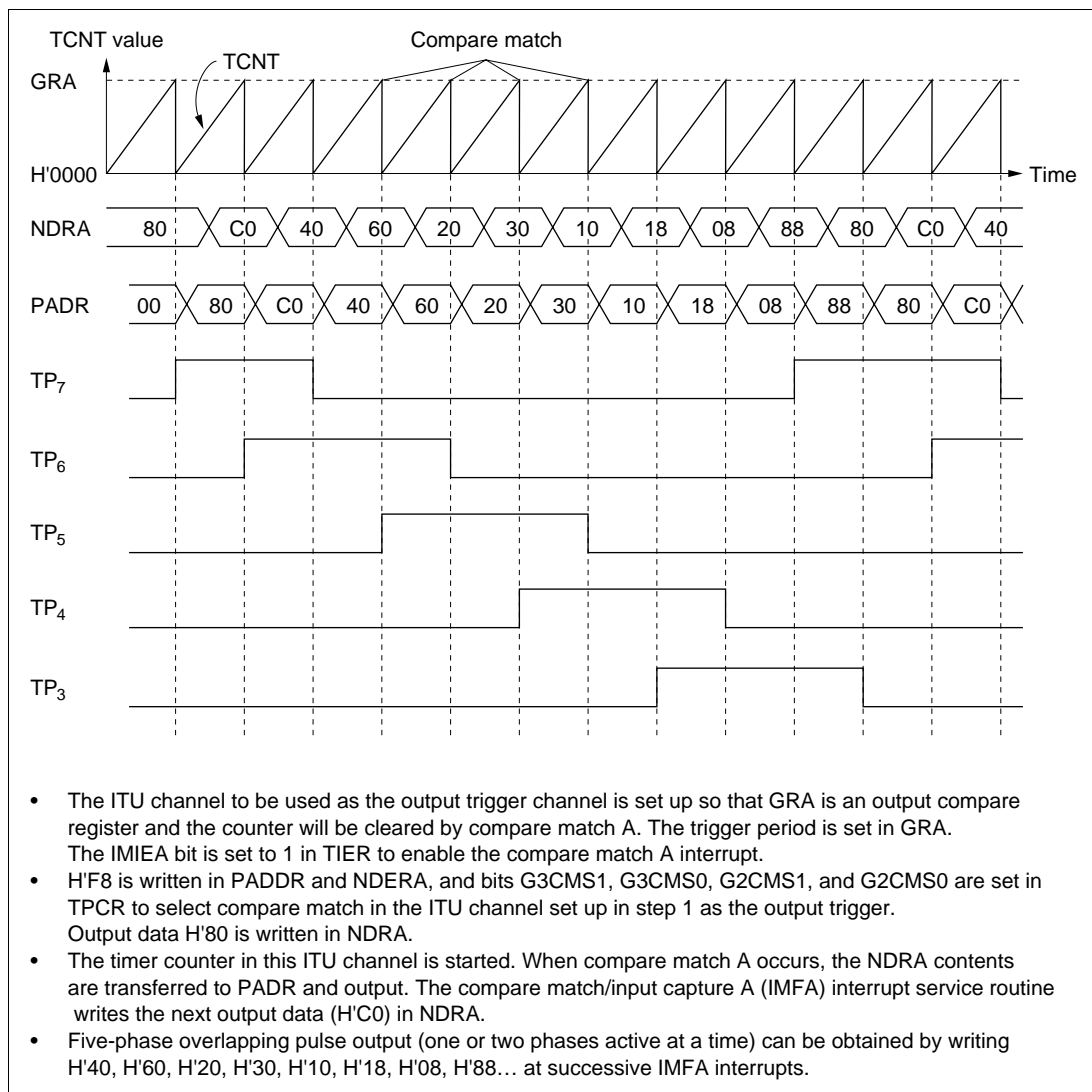 TCNT value
Compare match
TCNT
GRA
H'0000
Time
NDRA 80 C0 40 60 20 30 10 18 08 88 80 C0 40
PADR 00 80 C0 40 60 20 30 10 18 08 88 80 C0
TP7
TP6
TP5
TP4
TP3
• The ITU channel to be used as the output trigger channel is set up so that GRA is an output compare
register and the counter will be cleared by compare match A. The trigger period is set in GRA.
The IMIEA bit is set to 1 in TIER to enable the compare match A interrupt.
• H'F8 is written in PADDR and NDERA, and bits G3CMS1, G3CMS0, G2CMS1, and G2CMS0 are set in
TPCR to select compare match in the ITU channel set up in step 1 as the output trigger.
Output data H'80 is written in NDRA.
• The timer counter in this ITU channel is started. When compare match A occurs, the NDRA contents
are transferred to PADR and output. The compare match/input capture A (IMFA) interrupt service routine
writes the next output data (H'C0) in NDRA.
• Five-phase overlapping pulse output (one or two phases active at a time) can be obtained by writing
H'40, H'60, H'20, H'30, H'10, H'18, H'08, H'88… at successive IMFA interrupts.